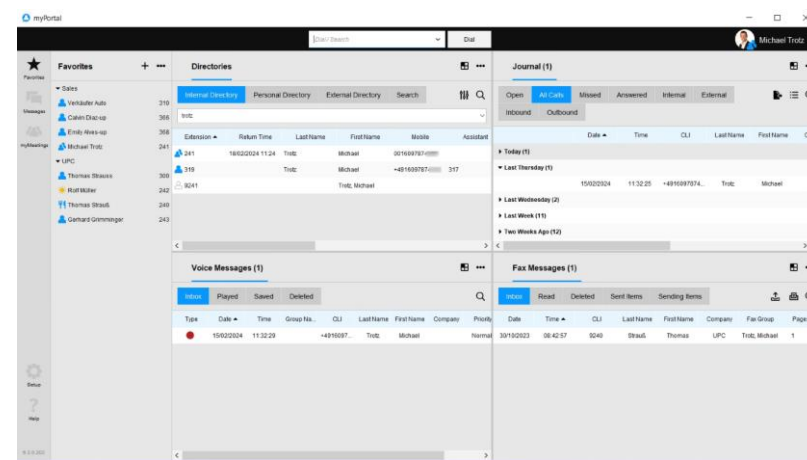 myPortal
Dial / Search
Dial
Michael Trotz
Favorites
Messages
myMeetings
Setup
Help
Favorites
Sales
Verkäufer Auto 319
Calvin Diaz-up 366
Emily Alves-up 368
Michael Trotz 241
UPC
Thomas Strauss 300
Rolf Müller 242
Thomas Strauß 240
Gerhard Grimminger 243
Directories
Internal Directory Personal Directory External Directory Search
trotz
Extension Return Time Last Name First Name Mobile Assistant
241 18/02/2024 11:24 Trotz Michael
319 Trotz Michael 317
9241 Trotz, Michael
Journal (1)
Open All Calls Missed Answered Internal External
Inbound Outbound
Date Time CLI Last Name First Name
Today (1)
Last Thursday (1)
15/02/2024 11:32:25 +4916097874... Trotz Michael
Last Wednesday (2)
Last Week (11)
Two Weeks Ago (12)
Voice Messages (1)
Inbox Played Saved Deleted
Type Date Time Group Na... CLI Last Name First Name Company Priority
15/02/2024 11:32:29 +4916097... Trotz Michael Normal
Fax Messages (1)
Inbox Read Deleted Sent Items Sending Items
Date Time CLI Last Name First Name Company Fax Group Page
30/10/2023 08:42:57 9240 Strauß Thomas UPC Trotz, Michael 1